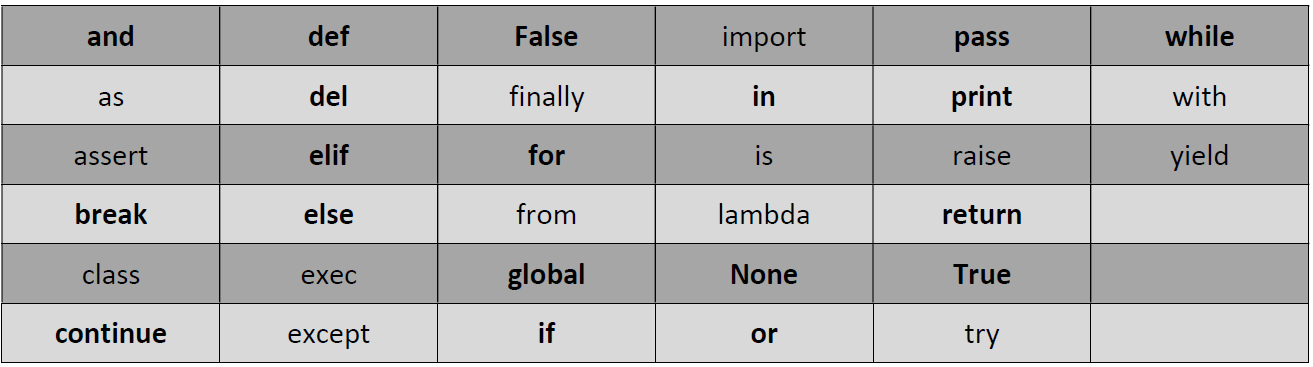 and def False import pass while
as del finally in print with
assert elif for is raise yield
break else from lambda return
class exec global None True
continue except if or try